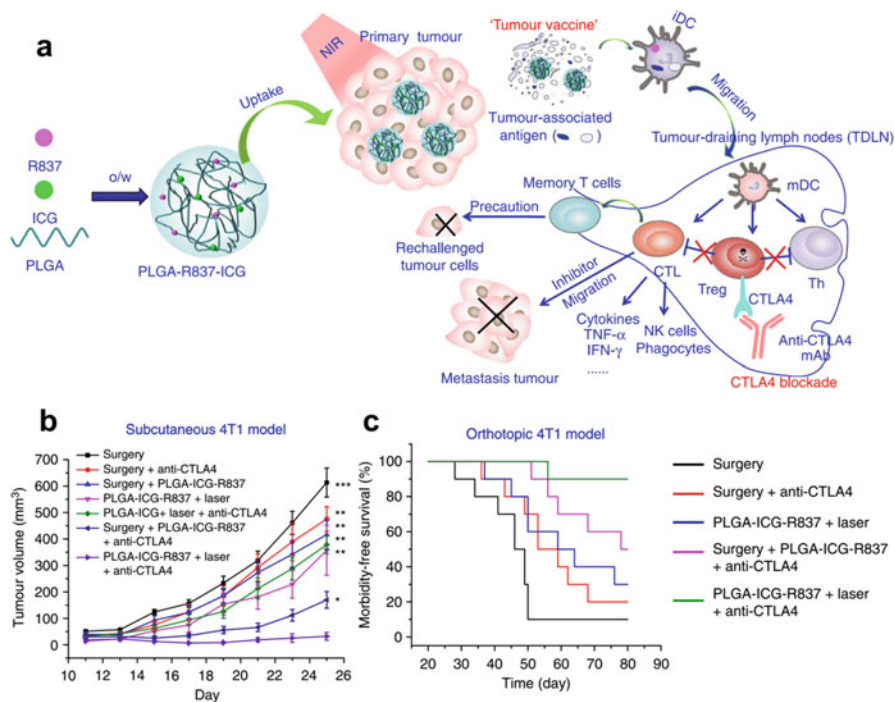 a
NIR
Primary tumour
'Tumour vaccine'
iDC
Uptake
Migration
Tumour-associated
antigen ( )
Tumour-draining lymph nodes (TDLN)
R837
o/w
ICG
PLGA
PLGA-R837-ICG
Memory T cells
mDC
Precaution
Rechallenged
tumour cells
CTL
Treg
Th
Inhibitor
Migration
CTLA4
Cytokines
TNF-α
IFN-γ
......
NK cells
Phagocytes
Anti-CTLA4
mAb
Metastasis tumour
CTLA4 blockade
b
Subcutaneous 4T1 model
Surgery
Surgery + anti-CTLA4
Surgery + PLGA-ICG-R837
PLGA-ICG-R837 + laser
PLGA-ICG+ laser + anti-CTLA4
Surgery + PLGA-ICG-R837
+ anti-CTLA4
PLGA-ICG-R837 + laser
+ anti-CTLA4
***
**
**
**
**
*
Tumour volume (mm³)
700
600
500
400
300
200
100
0
10 12 14 16 18 20 22 24 26
Day
c
Orthotopic 4T1 model
Morbidity-free survival (%)
100
80
60
40
20
10 20 30 40 50 60 70 80 90
Time (day)
Surgery
Surgery + anti-CTLA4
PLGA-ICG-R837 + laser
Surgery + PLGA-ICG-R837
+ anti-CTLA4
PLGA-ICG-R837 + laser
+ anti-CTLA4